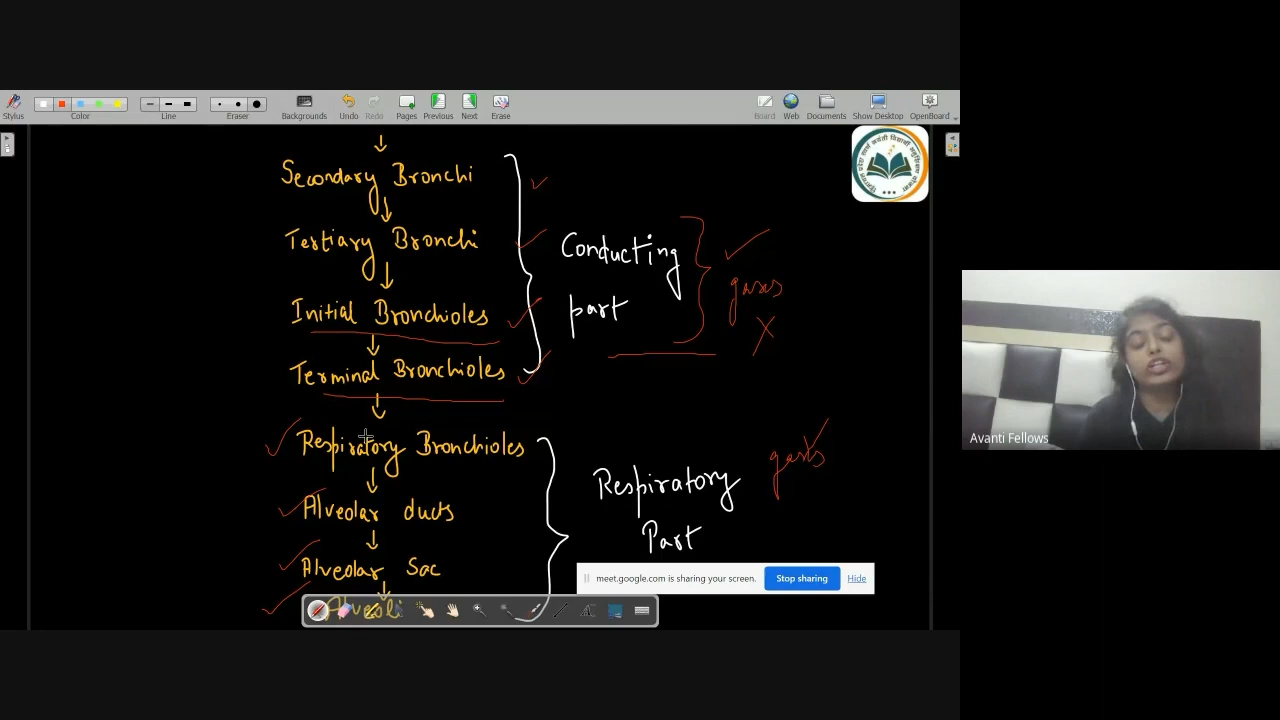 Stylus
Color
Line
Eraser
Backgrounds
Undo
Redo
Pages
Previous
Next
Erase
Board
Web
Documents
Show Desktop
OpenBoard
Secondary Bronchi
Tertiary Bronchi
Conducting
part
gases
Initial Bronchioles
Terminal Bronchioles
Respiratory Bronchioles
Respiratory
Part
gases
Alveolar ducts
Alveolar Sac
Alveoli
meet.google.com is sharing your screen.
Stop sharing
Hide
Avanti Fellows